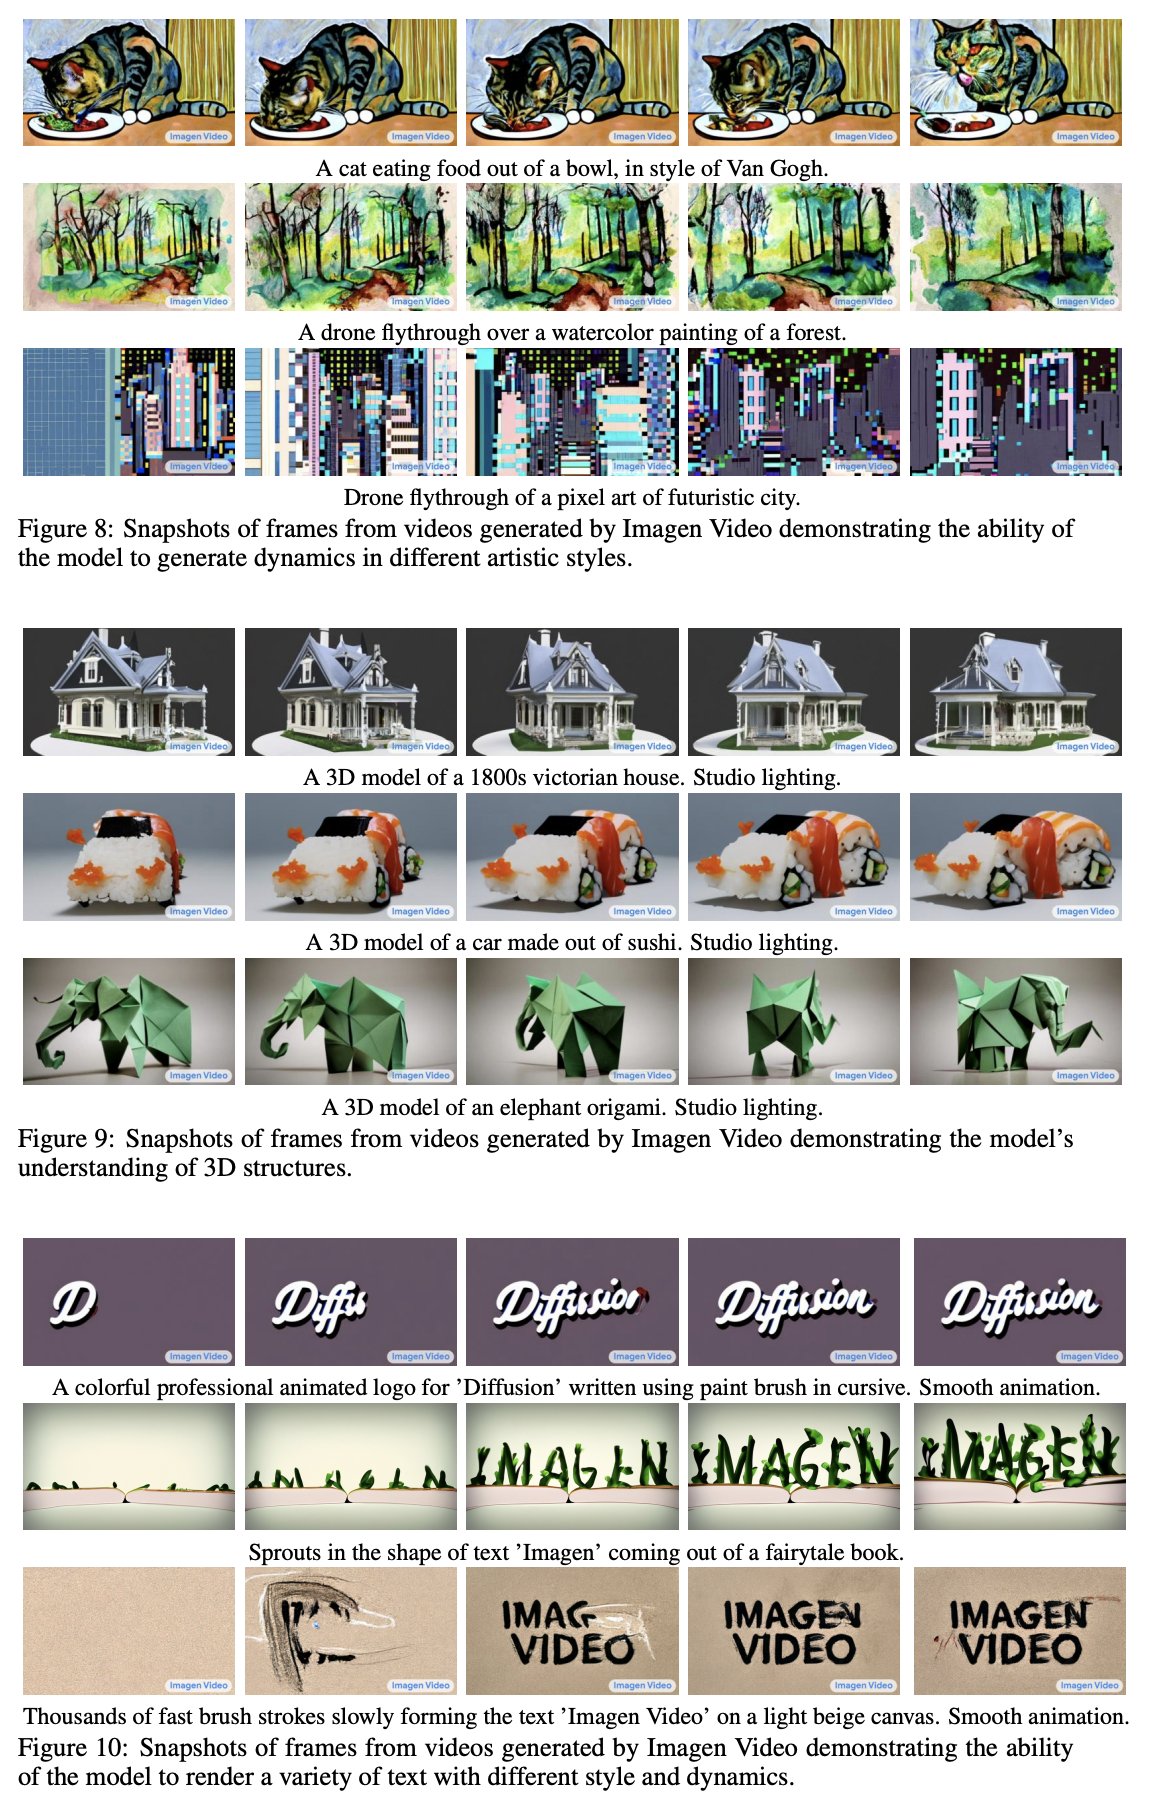 Imagen Video Imagen Video Imagen Video Imagen Video Imagen Video
A cat eating food out of a bowl, in style of Van Gogh.
Imagen Video Imagen Video Imagen Video Imagen Video Imagen Video
A drone flythrough over a watercolor painting of a forest.
Imagen Video Imagen Video Imagen Video Imagen Video Imagen Video
Drone flythrough of a pixel art of futuristic city.
Figure 8: Snapshots of frames from videos generated by Imagen Video demonstrating the ability of
the model to generate dynamics in different artistic styles.
Imagen Video Imagen Video Imagen Video Imagen Video Imagen Video
A 3D model of a 1800s victorian house. Studio lighting.
Imagen Video Imagen Video Imagen Video Imagen Video Imagen Video
A 3D model of a car made out of sushi. Studio lighting.
Imagen Video Imagen Video Imagen Video Imagen Video Imagen Video
A 3D model of an elephant origami. Studio lighting.
Figure 9: Snapshots of frames from videos generated by Imagen Video demonstrating the model's
understanding of 3D structures.
D Diffus Diffusion Diffusion Diffusion
Imagen Video Imagen Video Imagen Video Imagen Video Imagen Video
A colorful professional animated logo for 'Diffusion' written using paint brush in cursive. Smooth animation.
IMAGEN IMAGEN IMAGEN
Imagen Video Imagen Video Imagen Video Imagen Video Imagen Video
Sprouts in the shape of text 'Imagen' coming out of a fairytale book.
IMAG IMAGEN IMAGEN
VIDEO VIDEO VIDEO
Imagen Video Imagen Video Imagen Video Imagen Video Imagen Video
Thousands of fast brush strokes slowly forming the text 'Imagen Video' on a light beige canvas. Smooth animation.
Figure 10: Snapshots of frames from videos generated by Imagen Video demonstrating the ability
of the model to render a variety of text with different style and dynamics.